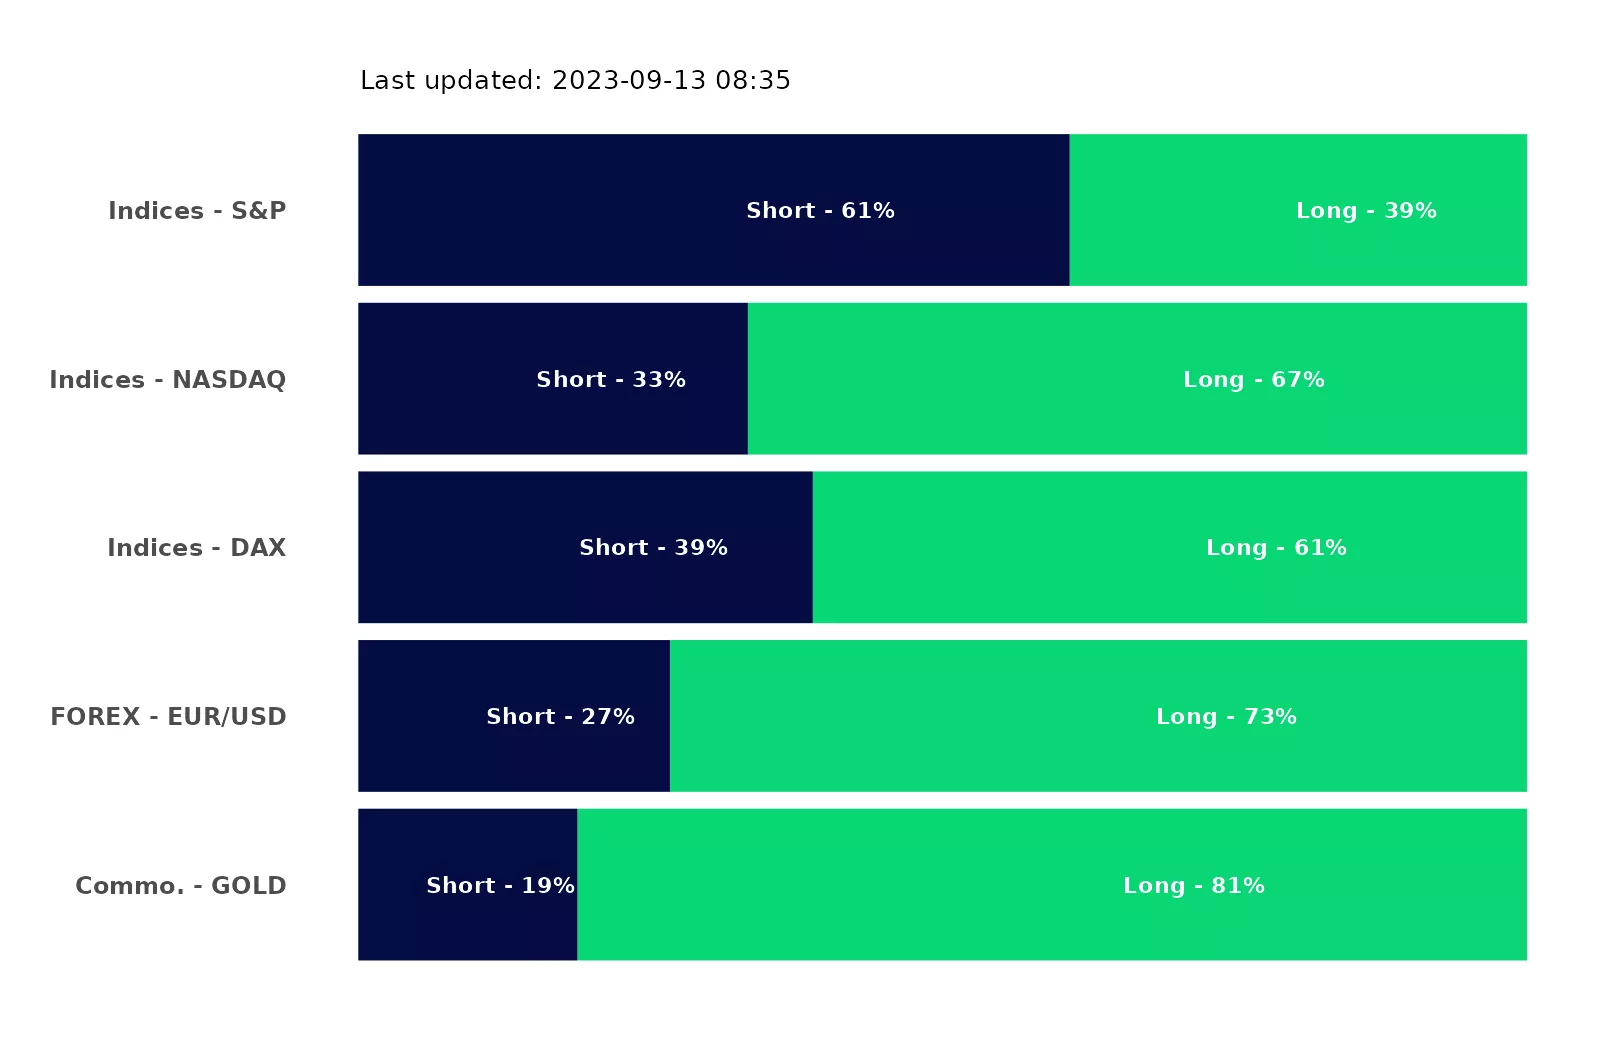 Last updated: 2023-09-13 08:35
Indices - S&P Short - 61% Long - 39%
Indices - NASDAQ Short - 33% Long - 67%
Indices - DAX Short - 39% Long - 61%
FOREX - EUR/USD Short - 27% Long - 73%
Commo. - GOLD Short - 19% Long - 81%